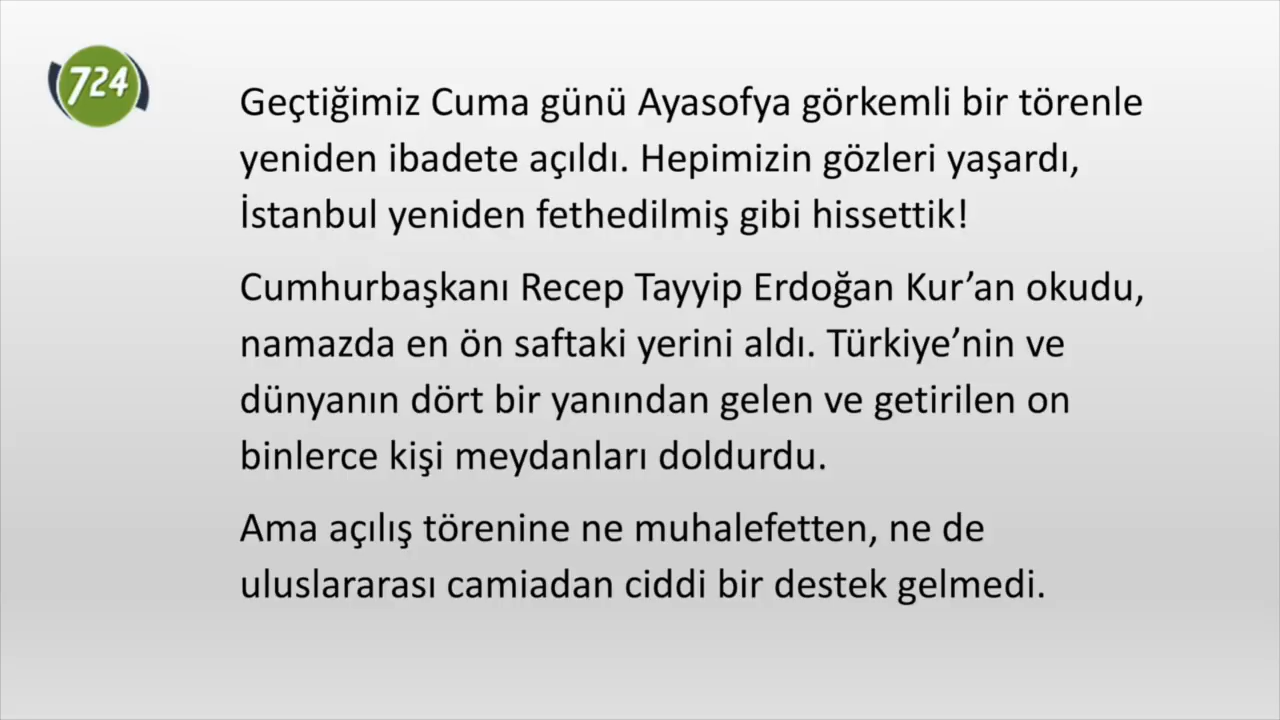 724
Geçtiğimiz Cuma günü Ayasofya görkemli bir törenle
yeniden ibadete açıldı. Hepimizin gözleri yaşardı,
İstanbul yeniden fethedilmiş gibi hissettik!
Cumhurbaşkanı Recep Tayyip Erdoğan Kur’an okudu,
namazda en ön saftaki yerini aldı. Türkiye’nin ve
dünyanın dört bir yanından gelen ve getirilen on
binlerce kişi meydanları doldurdu.
Ama açılış törenine ne muhalefetten, ne de
uluslararası camiadan ciddi bir destek gelmedi.